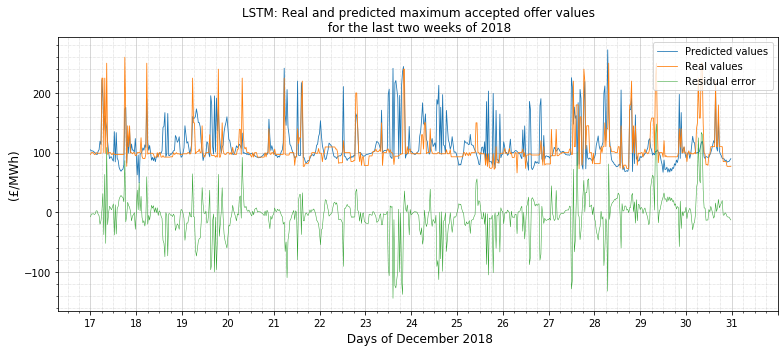 LSTM: Real and predicted maximum accepted offer values
for the last two weeks of 2018
Predicted values
Real values
Residual error
200
100
0
−100
(£/MWh)
17 18 19 20 21 22 23 24 25 26 27 28 29 30 31
Days of December 2018